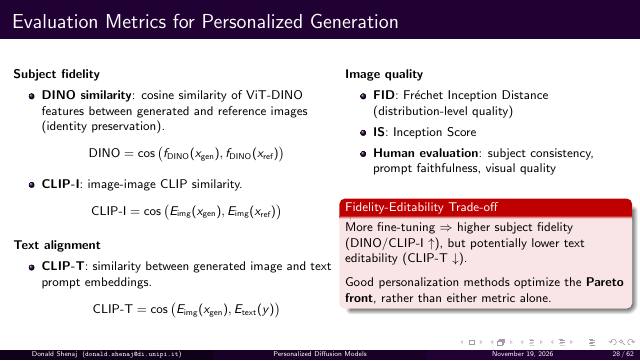 Evaluation Metrics for Personalized Generation
Subject fidelity
DINO similarity: cosine similarity of ViT-DINO
features between generated and reference images
(identity preservation).
DINO = cos (f_DINO(x_gen), f_DINO(x_ref))
CLIP-I: image-image CLIP similarity.
CLIP-I = cos (E_img(x_gen), E_img(x_ref))
Text alignment
CLIP-T: similarity between generated image and text
prompt embeddings.
CLIP-T = cos (E_img(x_gen), E_text(y))
Image quality
FID: Fréchet Inception Distance
(distribution-level quality)
IS: Inception Score
Human evaluation: subject consistency,
prompt faithfulness, visual quality
Fidelity-Editability Trade-off
More fine-tuning ⇒ higher subject fidelity
(DINO/CLIP-I ↑), but potentially lower text
editability (CLIP-T ↓).
Good personalization methods optimize the Pareto
front, rather than either metric alone.
Donald Shenaj (donald.shenaj@di.unipi.it)
Personalized Diffusion Models
November 19, 2026
28 / 62